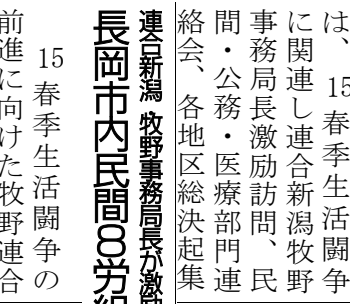 は、15春季生活闘争
に関連し連合新潟牧野
事務局長激励訪問、民
間・公務・医療部門連
絡会、各地区総決起集
連合新潟 牧野事務局長が激励
長岡市内民間8労組
15春季生活闘争の
前進に向けた牧野連合